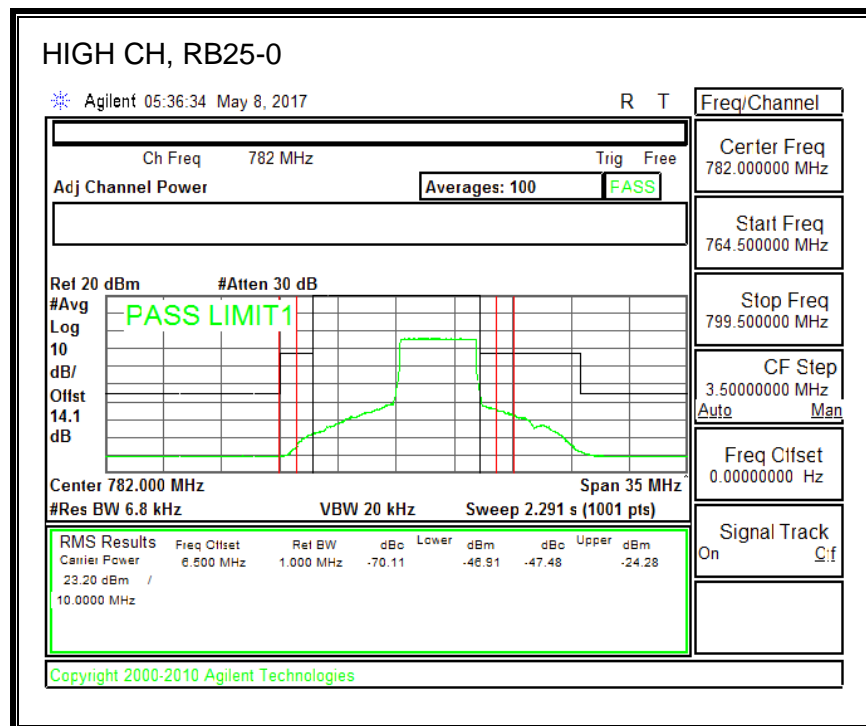 HIGH CH, RB25-0
Agilent 05:36:34 May 8, 2017 R T
Freq/Channel
Ch Freq 782 MHz Trig Free
Adj Channel Power Averages: 100 PASS
Center Freq
782.000000 MHz
Start Freq
764.500000 MHz
Stop Freq
799.500000 MHz
CF Step
3.50000000 MHz
Auto Man
Freq Offset
0.00000000 Hz
Signal Track
On Off
Ref 20 dBm #Atten 30 dB
#Avg
Log
10
dB/
Offst
14.1
dB
PASS LIMIT1
Center 782.000 MHz Span 35 MHz
#Res BW 6.8 kHz VBW 20 kHz Sweep 2.291 s (1001 pts)
RMS Results Freq Offset Ref BW dBc Lower dBm dBc Upper dBm
Carrier Power 6.500 MHz 1.000 MHz -70.11 -46.91 -47.48 -24.28
23.20 dBm /
10.0000 MHz
Copyright 2000-2010 Agilent Technologies